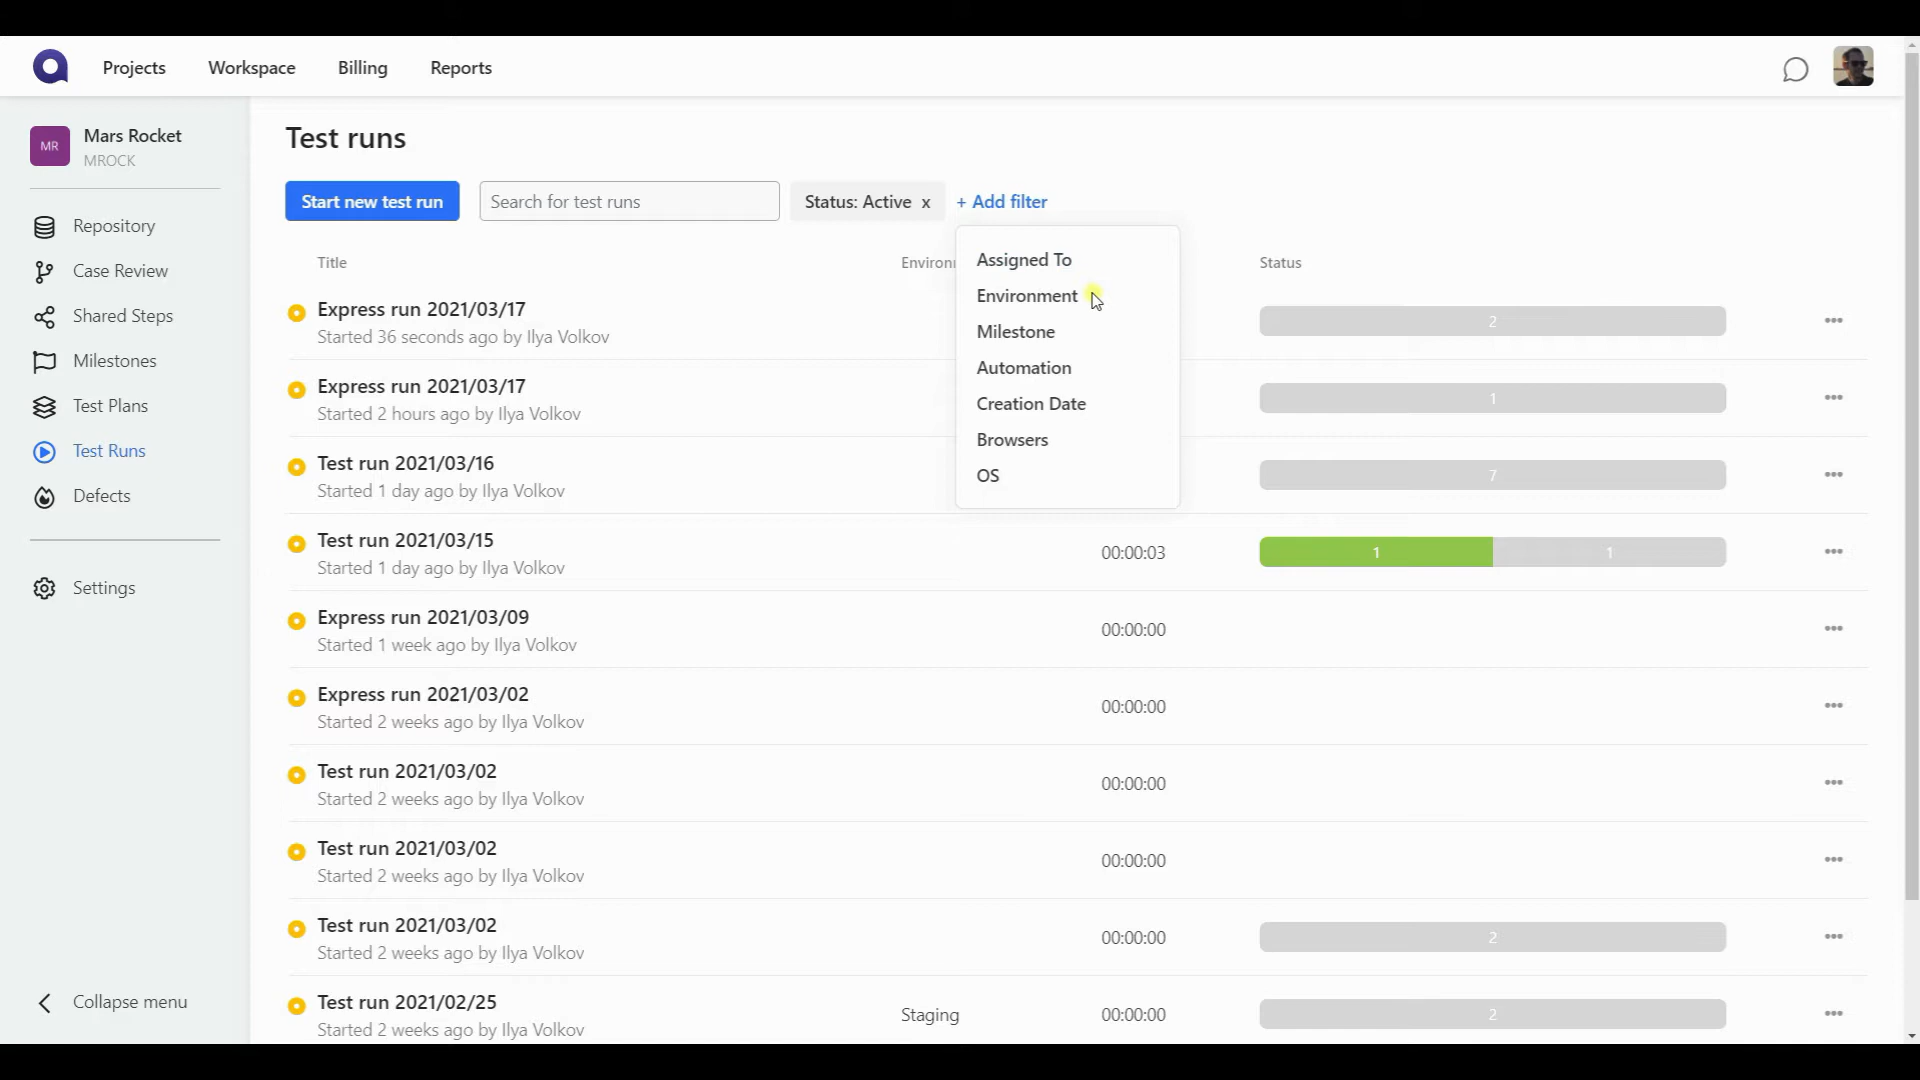 Projects Workspace Billing Reports
MR Mars Rocket
MROCK
Repository
Case Review
Shared Steps
Milestones
Test Plans
Test Runs
Defects
Settings
Collapse menu
Test runs
Start new test run Search for test runs Status: Active x + Add filter
Assigned To
Environment
Milestone
Automation
Creation Date
Browsers
OS
Title Environ Status
Express run 2021/03/17
Started 36 seconds ago by Ilya Volkov
2
Express run 2021/03/17
Started 2 hours ago by Ilya Volkov
1
Test run 2021/03/16
Started 1 day ago by Ilya Volkov
7
Test run 2021/03/15
Started 1 day ago by Ilya Volkov
00:00:03 1 1
Express run 2021/03/09
Started 1 week ago by Ilya Volkov
00:00:00
Express run 2021/03/02
Started 2 weeks ago by Ilya Volkov
00:00:00
Test run 2021/03/02
Started 2 weeks ago by Ilya Volkov
00:00:00
Test run 2021/03/02
Started 2 weeks ago by Ilya Volkov
00:00:00
Test run 2021/03/02
Started 2 weeks ago by Ilya Volkov
00:00:00 2
Test run 2021/02/25
Started 2 weeks ago by Ilya Volkov
Staging 00:00:00 2